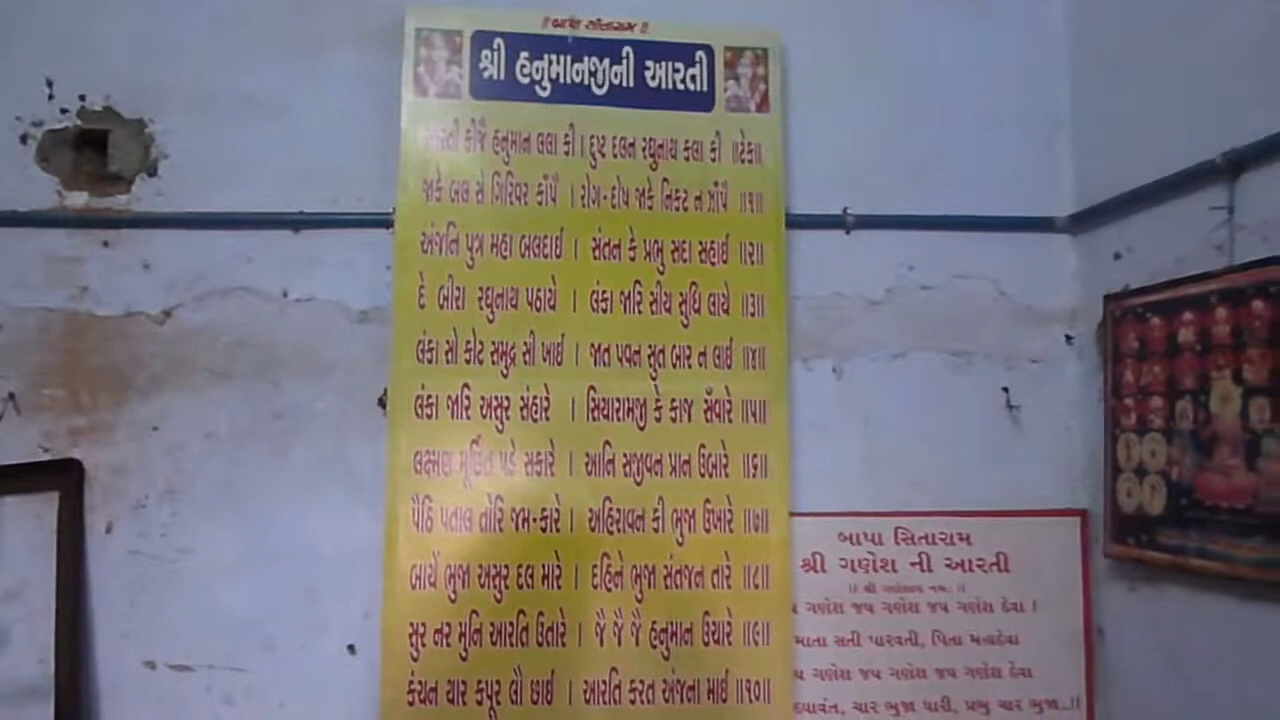 ॥ બાપા સીતારામ ॥
શ્રી હનુમાનજીની આરતી
આરતી કીજૈ હનુમાન લલા કી । દુષ્ટ દલન રઘુનાથ કલા કી ॥ટેક॥
જાકે બલ સે ગિરિવર કાઁપૈ । રોગ-દોષ જાકે નિકટ ન ઝાઁપૈ ॥૧॥
અંજનિ પુત્ર મહા બલદાઈ । સંતન કે પ્રભુ સદા સહાઈ ॥૨॥
દે બીરા રઘુનાથ પઠાયે । લંકા જારિ સીય સુધિ લાયે ॥૩॥
લંકા સો કોટ સમુદ્ર સી ખાઈ । જાત પવન સુત બાર ન લાઈ ॥૪॥
લંકા જારિ અસુર સંહારે । સિયારામજી કે કાજ સઁવારે ॥૫॥
લક્ષ્મણ મૂર્છિત પડે સકારે । આનિ સજીવન પ્રાન ઉબારે ॥૬॥
પૈઠિ પતાલ તોરિ જમ-કારે । અહિરાવન કી ભુજા ઉખારે ॥૭॥
બાયેં ભુજા અસુર દલ મારે । દહિને ભુજા સંતજન તારે ॥૮॥
સુર નર મુનિ આરતિ ઉતારે । જૈ જૈ જૈ હનુમાન ઉચારે ॥૯॥
કંચન થાર કપૂર લૌ છાઈ । આરતિ કરત અંજના માઈ ॥૧૦॥
બાપા સિતારામ
શ્રી ગણેશ ની આરતી
॥ શ્રી ગણેશાય નમઃ ॥
ગણેશ જય ગણેશ જય ગણેશ દેવા ।
માતા સતી પારવતી, પિતા મહાદેવા
ગણેશ જય ગણેશ જય ગણેશ દેવા
દયાવંત, ચાર ભુજા ધારી, પ્રભુ ચાર ભુજા..॥